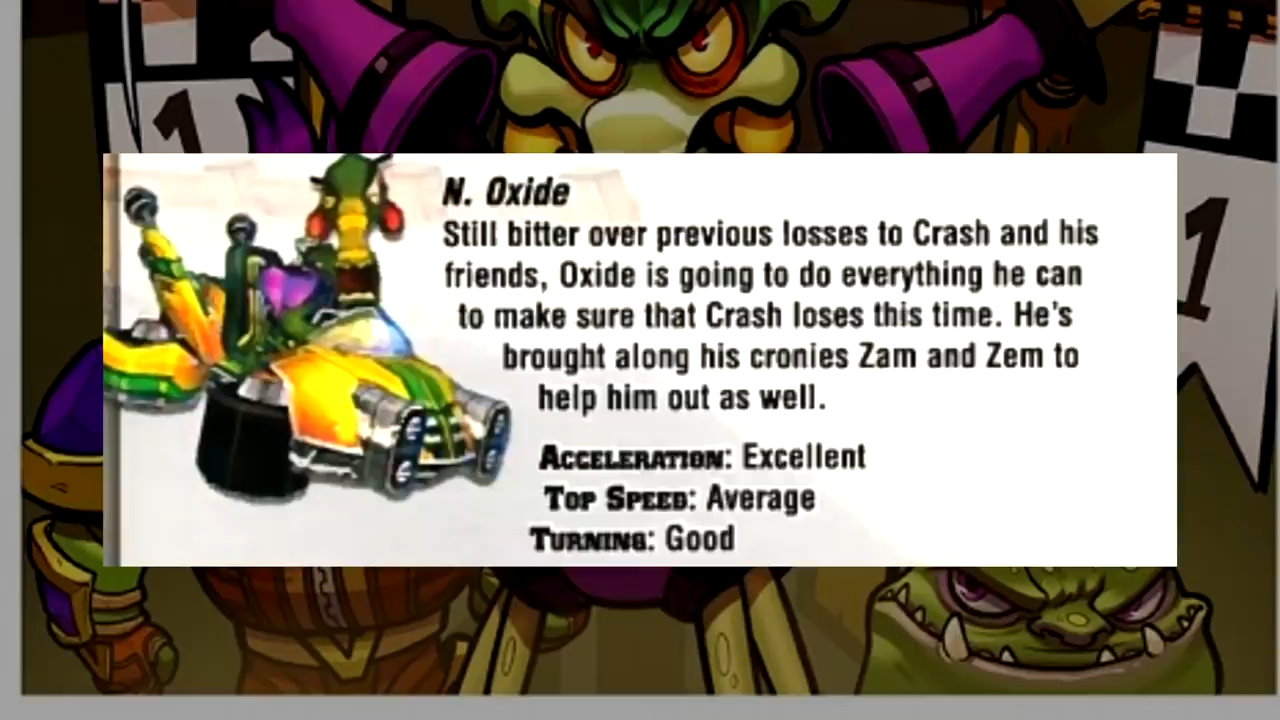 1
N. Oxide
Still bitter over previous losses to Crash and his
friends, Oxide is going to do everything he can
to make sure that Crash loses this time. He's
brought along his cronies Zam and Zem to
help him out as well.
ACCELERATION: Excellent
TOP SPEED: Average
TURNING: Good
1